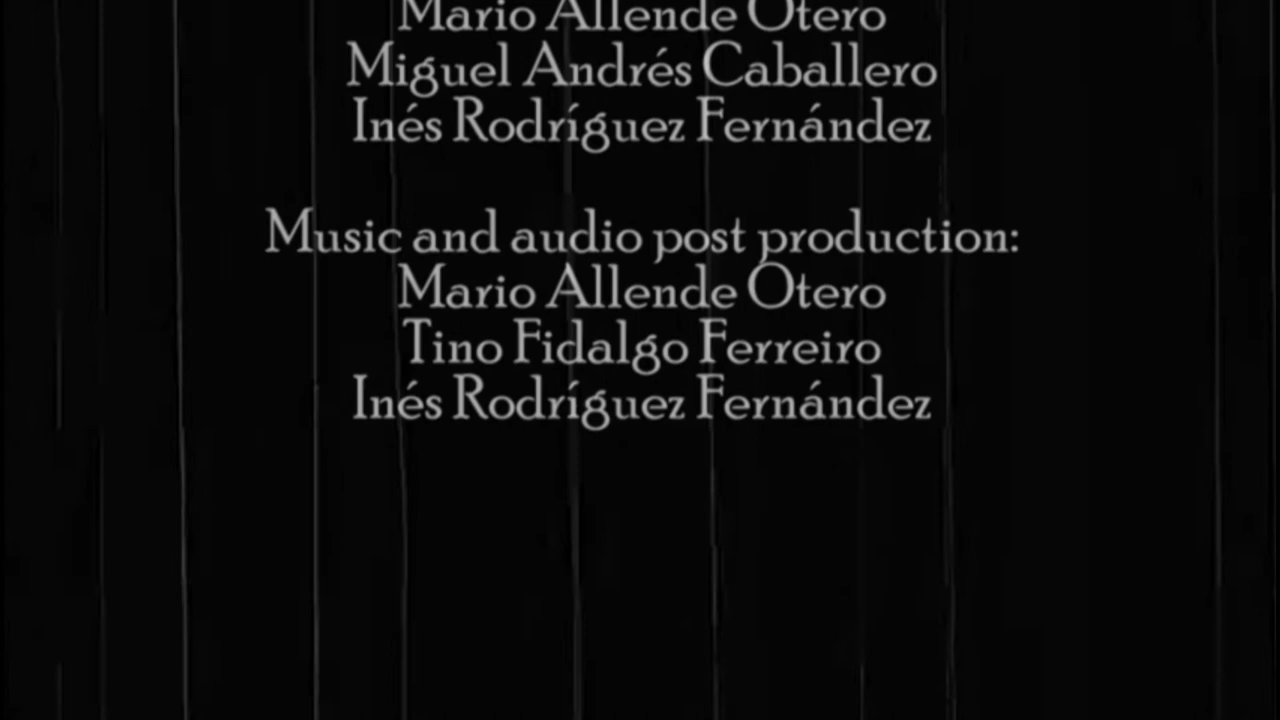 Mario Allende Otero
Miguel Andrés Caballero
Inés Rodríguez Fernández
Music and audio post production:
Mario Allende Otero
Tino Fidalgo Ferreiro
Inés Rodríguez Fernández